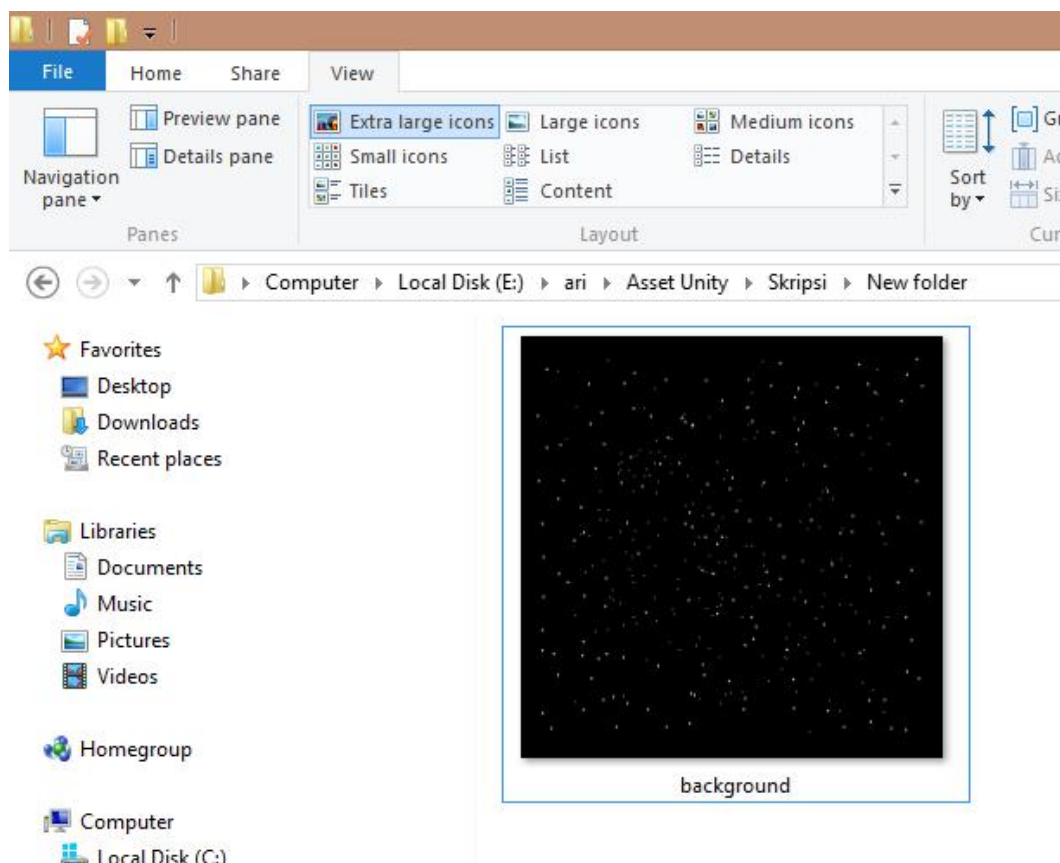 File Home Share View
Preview pane Extra large icons Large icons Medium icons
Details pane Small icons List Details
Navigation pane Tiles Content Sort by
Panes Layout
Computer Local Disk (E:) ari Asset Unity Skripsi New folder
Favorites
Desktop
Downloads
Recent places
Libraries
Documents
Music
Pictures
Videos
Homegroup
Computer
Local Disk (C:)
background